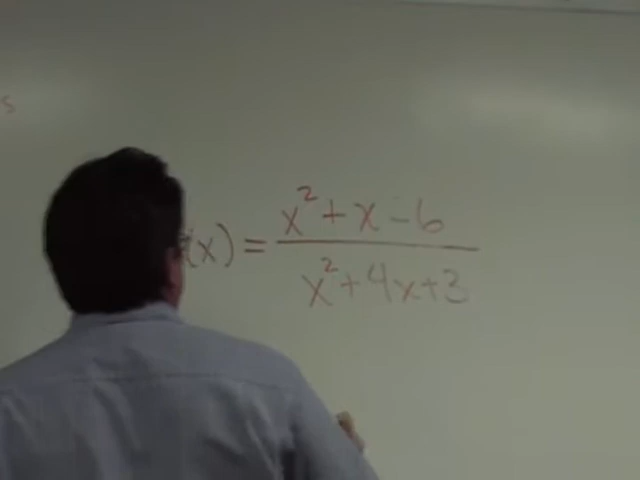 s
(x) = x² + x - 6
x² + 4x + 3